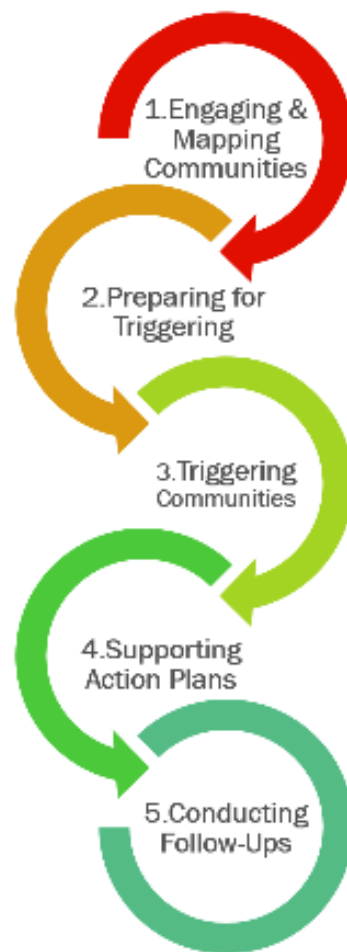 1.Engaging &
Mapping
Communities
2.Preparing for
Triggering
3.Triggering
Communities
4.Supporting
Action Plans
5.Conducting
Follow-Ups